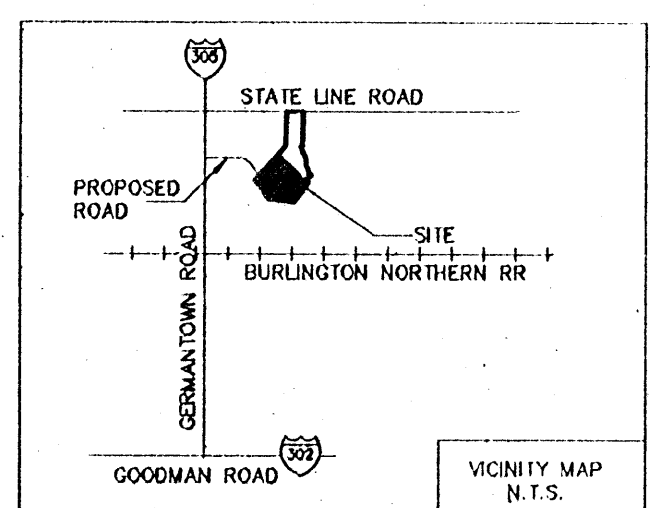 305
STATE LINE ROAD
PROPOSED
ROAD
SITE
BURLINGTON NORTHERN RR
GERMANTOWN ROAD
302
GOODMAN ROAD
VICINITY MAP
N.T.S.